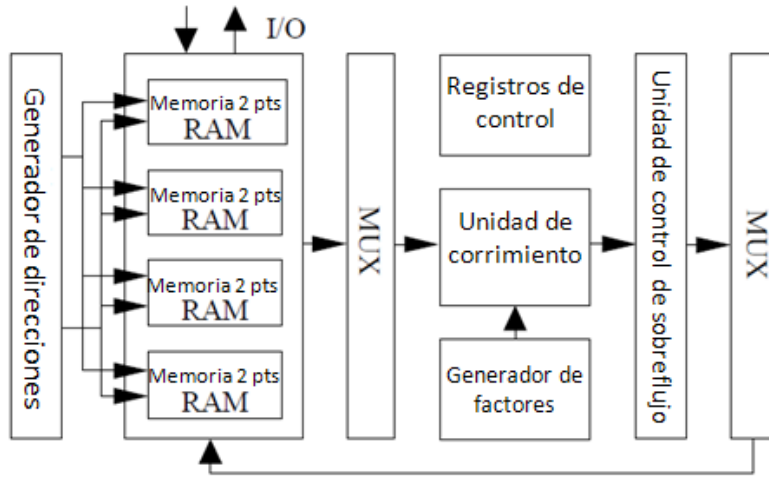 I/O
Generador de direcciones
Memoria 2 pts
RAM
Memoria 2 pts
RAM
Memoria 2 pts
RAM
Memoria 2 pts
RAM
MUX
Registros de
control
Unidad de
corrimiento
Generador de
factores
Unidad de control de sobreflujo
MUX